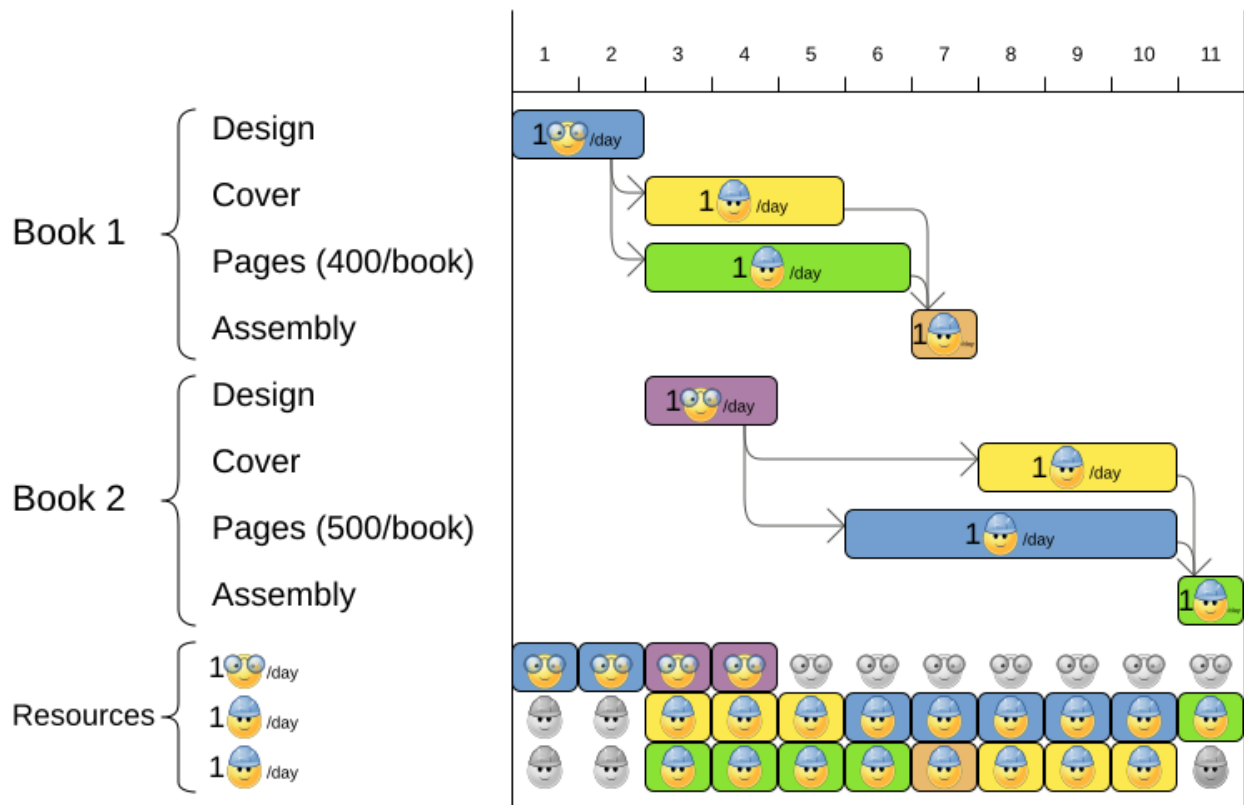 1 2 3 4 5 6 7 8 9 10 11
Book 1
Design
1 /day
Cover
1 /day
Pages (400/book)
1 /day
Assembly
1 /day
Book 2
Design
1 /day
Cover
1 /day
Pages (500/book)
1 /day
Assembly
1 /day
Resources
1 /day
1 /day
1 /day